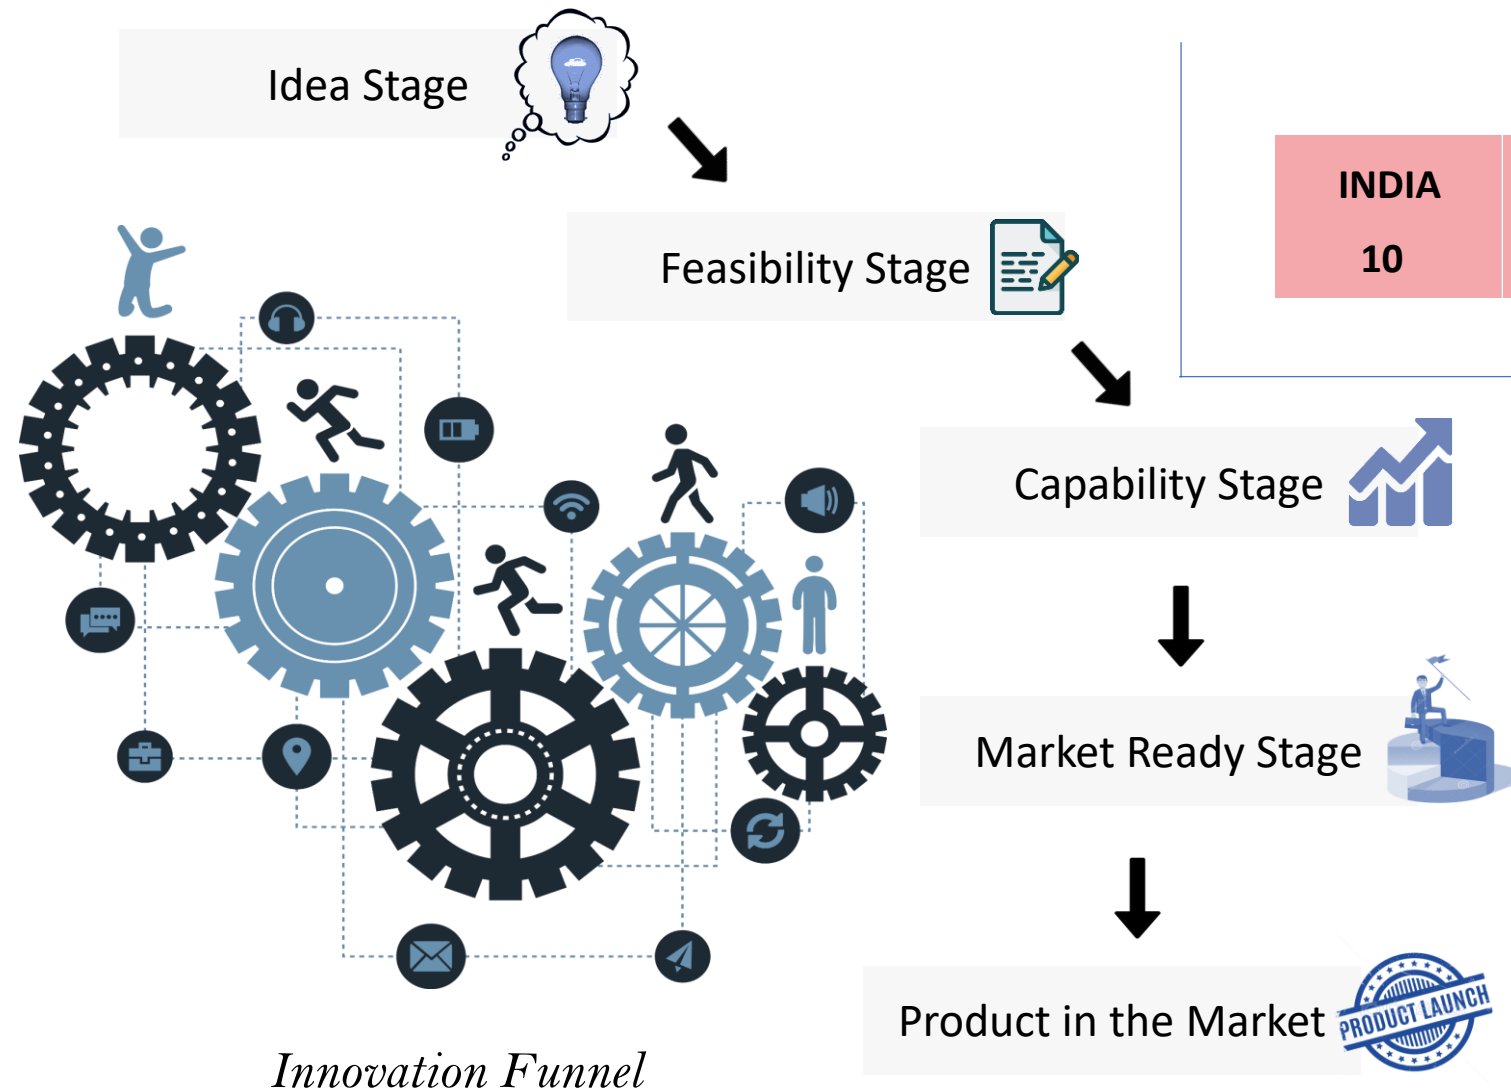 Idea Stage
Feasibility Stage
INDIA
10
Capability Stage
Market Ready Stage
Product in the Market
PRODUCT LAUNCH
Innovation Funnel